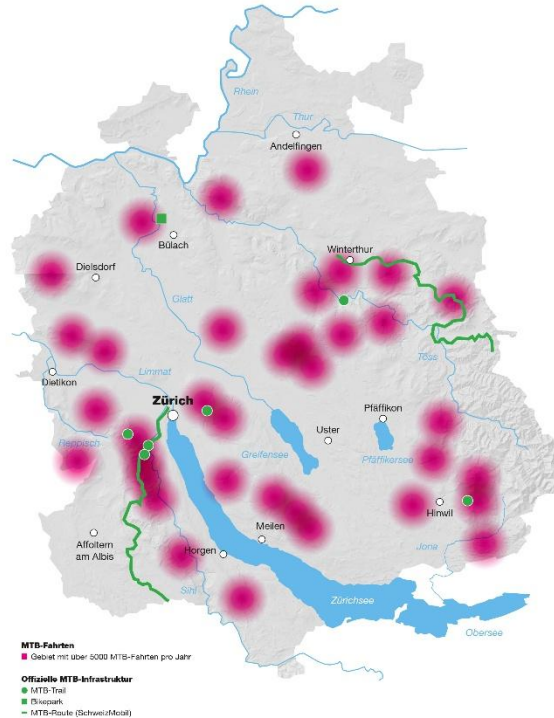 Rhein
Thur
Andelfingen
Bülach
Winterthur
Dielsdorf
Glatt
Töss
Limmat
Dietikon
Zürich
Pfäffikon
Reppisch
Uster
Greifensee
Pfäffikersee
Hinwil
Meilen
Affoltern
am Albis
Horgen
Jona
Sihl
Zürichsee
Obersee
MTB-Fahrten
Gebiet mit über 5000 MTB-Fahrten pro Jahr
Offizielle MTB-Infrastruktur
MTB-Trail
Bikepark
MTB-Route (SchweizMobil)